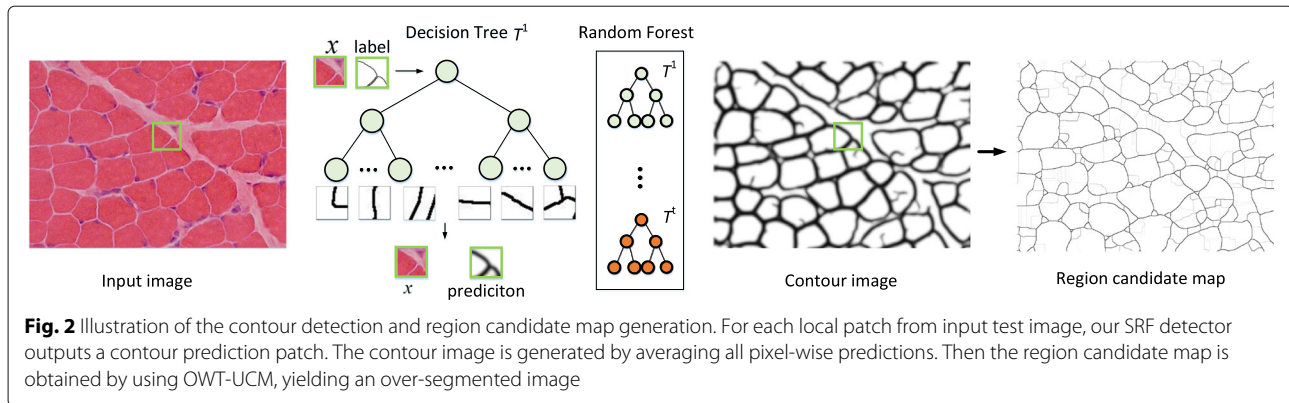 x label
Decision Tree T¹
Random Forest
T¹
...
...
...
⋮
Tᵗ
x
prediciton
Input image
Contour image
Region candidate map
Fig. 2 Illustration of the contour detection and region candidate map generation. For each local patch from input test image, our SRF detector
outputs a contour prediction patch. The contour image is generated by averaging all pixel-wise predictions. Then the region candidate map is
obtained by using OWT-UCM, yielding an over-segmented image